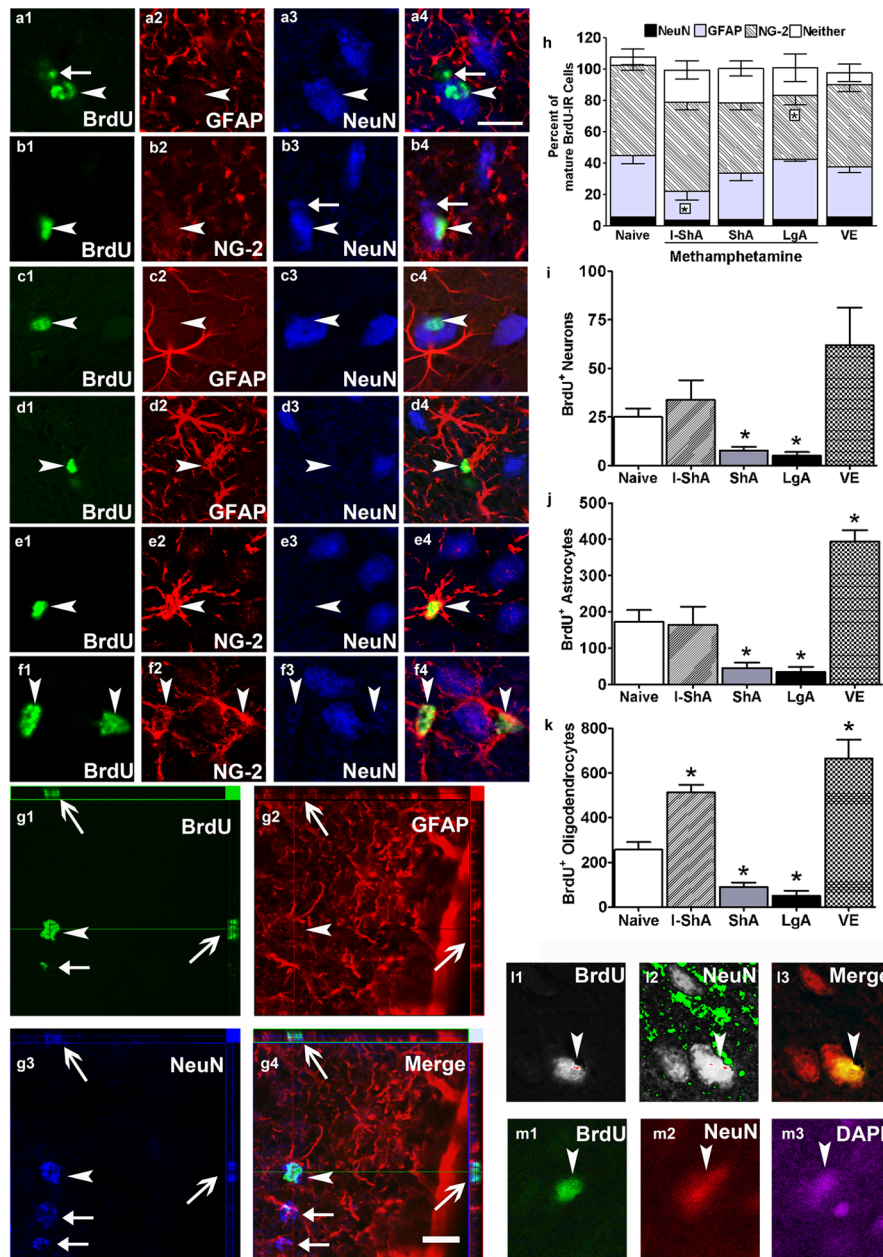 a1 a2 a3 a4
BrdU GFAP NeuN
b1 b2 b3 b4
BrdU NG-2 NeuN
c1 c2 c3 c4
BrdU GFAP NeuN
d1 d2 d3 d4
BrdU GFAP NeuN
e1 e2 e3 e4
BrdU NG-2 NeuN
f1 f2 f3 f4
BrdU NG-2 NeuN
g1 BrdU g2 GFAP
g3 NeuN g4 Merge
h
NeuN GFAP NG-2 Neither
Percent of
mature BrdU-IR Cells
120
100
80
60
40
20
0
*
*
Naive I-ShA ShA LgA VE
Methamphetamine
i
BrdU+ Neurons
100
75
50
25
0
* *
Naive I-ShA ShA LgA VE
j
BrdU+ Astrocytes
500
400
300
200
100
0
* * *
Naive I-ShA ShA LgA VE
k
BrdU+ Oligodendrocytes
800
600
400
200
0
* * * *
Naive I-ShA ShA LgA VE
l1 BrdU l2 NeuN l3 Merge
m1 BrdU m2 NeuN m3 DAPI